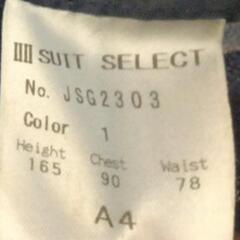 SUIT SELECT
No. JSG2303
Color 1
Height Chest Waist
165 90 78
A4